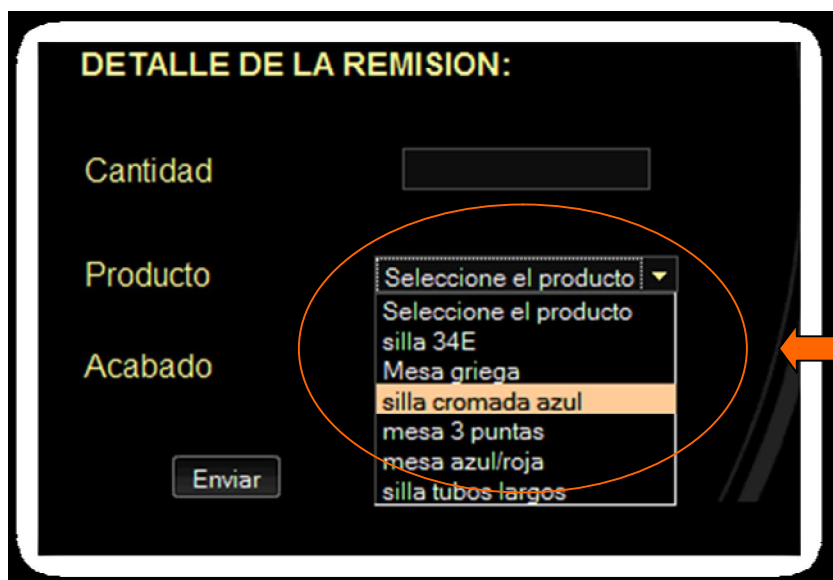 DETALLE DE LA REMISION:
Cantidad
Producto
Seleccione el producto
Seleccione el producto
silla 34E
Mesa griega
silla cromada azul
mesa 3 puntas
mesa azul/roja
silla tubos largos
Acabado
Enviar